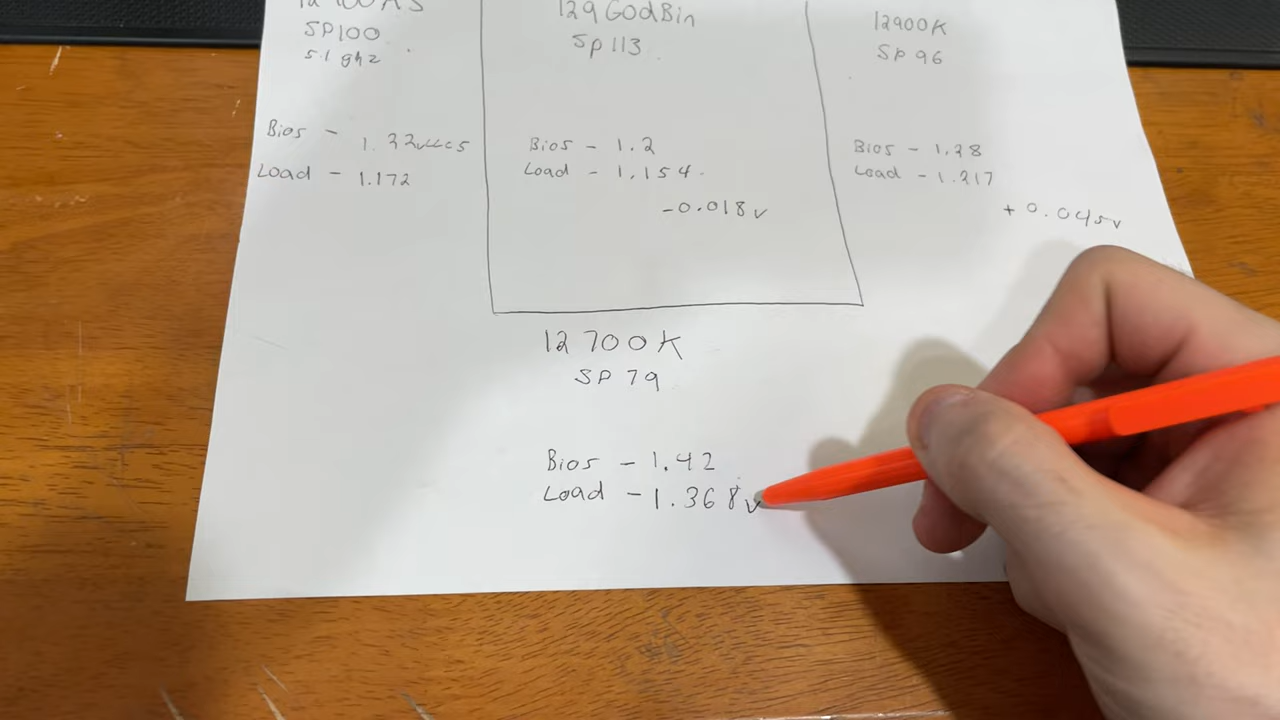 SP100
5.1 ghz
Bios -
Load - 1.172
129 GodBin
SP 113
Bios - 1.2
Load - 1.154
-0.018v
12900K
SP 96
Bios - 1.28
Load - 1.217
+ 0.045v
12700K
SP 79
Bios - 1.42
Load - 1.368v